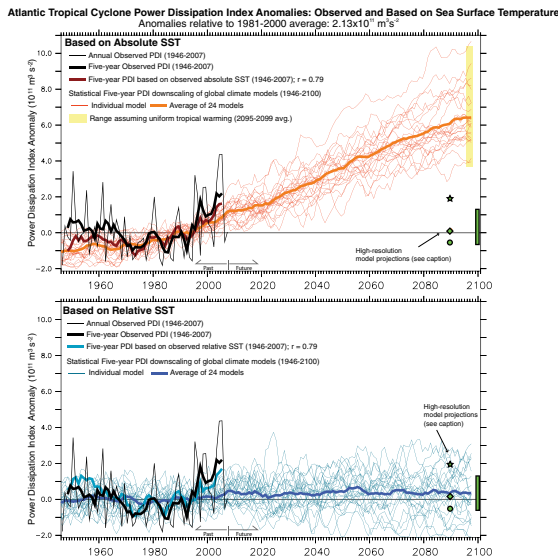 Atlantic Tropical Cyclone Power Dissipation Index Anomalies: Observed and Based on Sea Surface Temperature
Anomalies relative to 1981-2000 average: 2.13x10¹¹ m³s⁻²
Based on Absolute SST
Annual Observed PDI (1946-2007)
Five-year Observed PDI (1946-2007)
Five-year PDI based on observed absolute SST (1946-2007); r = 0.79
Statistical Five-year PDI downscaling of global climate models (1946-2100)
Individual model
Average of 24 models
Range assuming uniform tropical warming (2095-2099 avg.)
Power Dissipation Index Anomaly (10¹¹ m³ s⁻²)
10.0
8.0
6.0
4.0
2.0
0.0
−2.0
High-resolution
model projections (see caption)
Past
Future
1960
1980
2000
2020
2040
2060
2080
2100
Based on Relative SST
Annual Observed PDI (1946-2007)
Five-year Observed PDI (1946-2007)
Five-year PDI based on observed relative SST (1946-2007); r = 0.79
Statistical Five-year PDI downscaling of global climate models (1946-2100)
Individual model
Average of 24 models
Power Dissipation Index Anomaly (10¹¹ m³ s⁻²)
10.0
8.0
6.0
4.0
2.0
0.0
−2.0
High-resolution
model projections
(see caption)
Past
Future
1960
1980
2000
2020
2040
2060
2080
2100